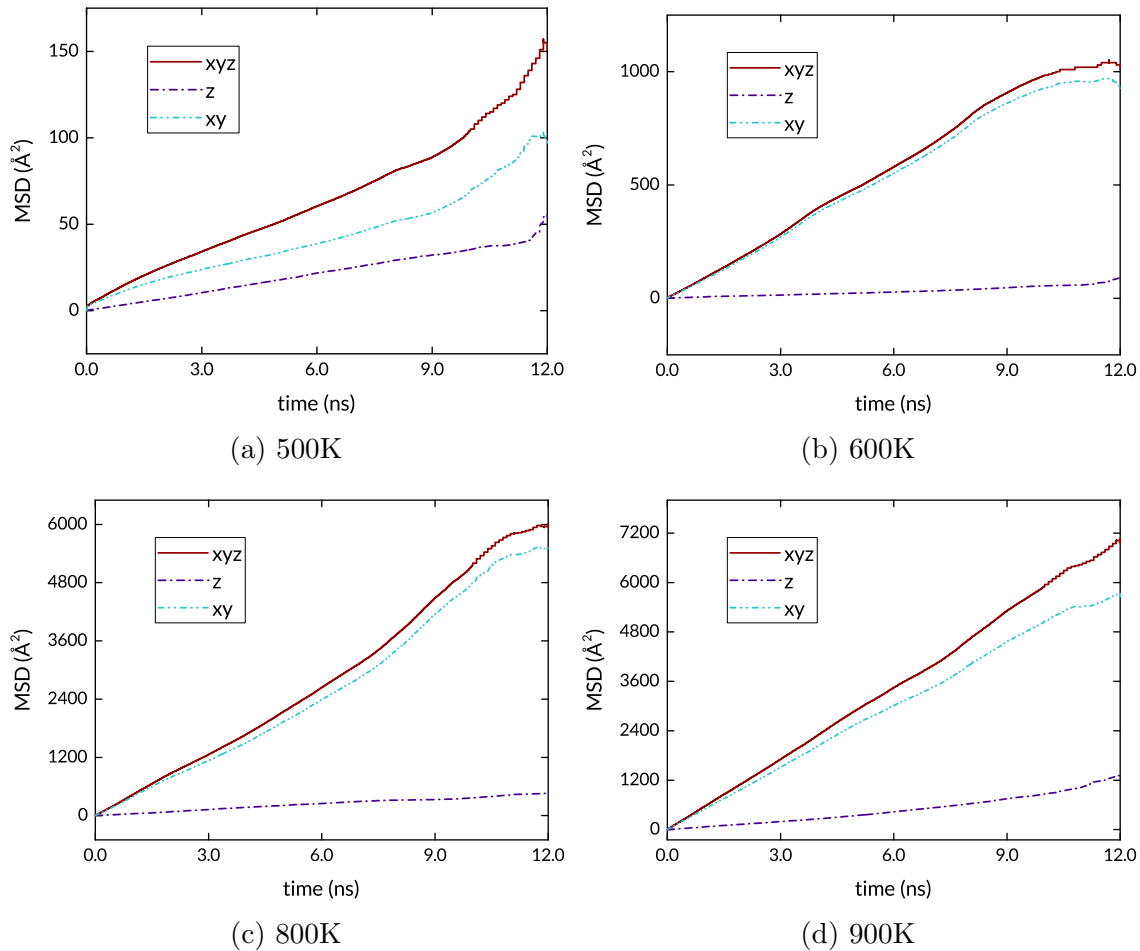 150
100
50
0
MSD (Å²)
xyz
z
xy
0.0 3.0 6.0 9.0 12.0
time (ns)
(a) 500K
1000
500
0
MSD (Å²)
xyz
z
xy
0.0 3.0 6.0 9.0 12.0
time (ns)
(b) 600K
6000
4800
3600
2400
1200
0
MSD (Å²)
xyz
z
xy
0.0 3.0 6.0 9.0 12.0
time (ns)
(c) 800K
7200
6000
4800
3600
2400
1200
0
MSD (Å²)
xyz
z
xy
0.0 3.0 6.0 9.0 12.0
time (ns)
(d) 900K